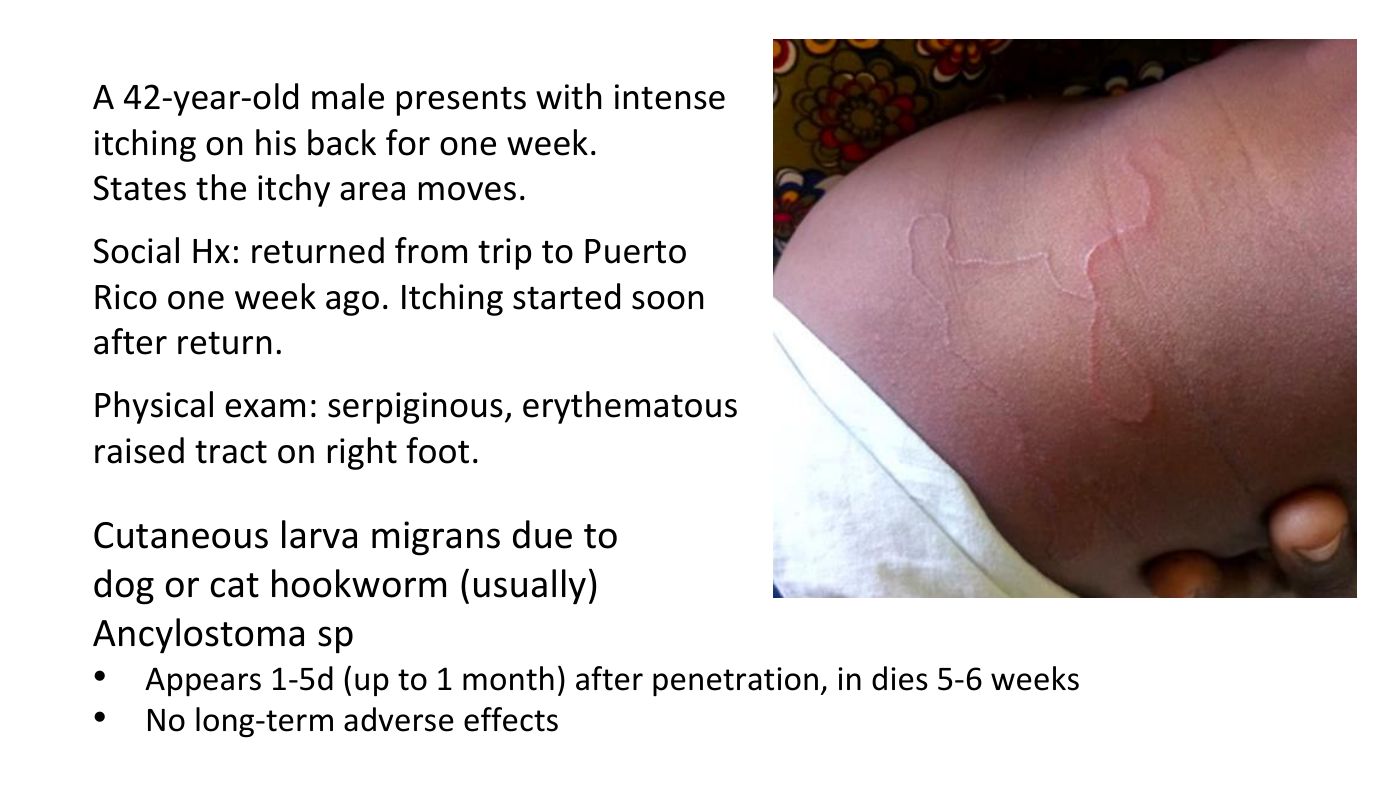 A 42-year-old male presents with intense
itching on his back for one week.
States the itchy area moves.
Social Hx: returned from trip to Puerto
Rico one week ago. Itching started soon
after return.
Physical exam: serpiginous, erythematous
raised tract on right foot.
Cutaneous larva migrans due to
dog or cat hookworm (usually)
Ancylostoma sp
• Appears 1-5d (up to 1 month) after penetration, in dies 5-6 weeks
• No long-term adverse effects